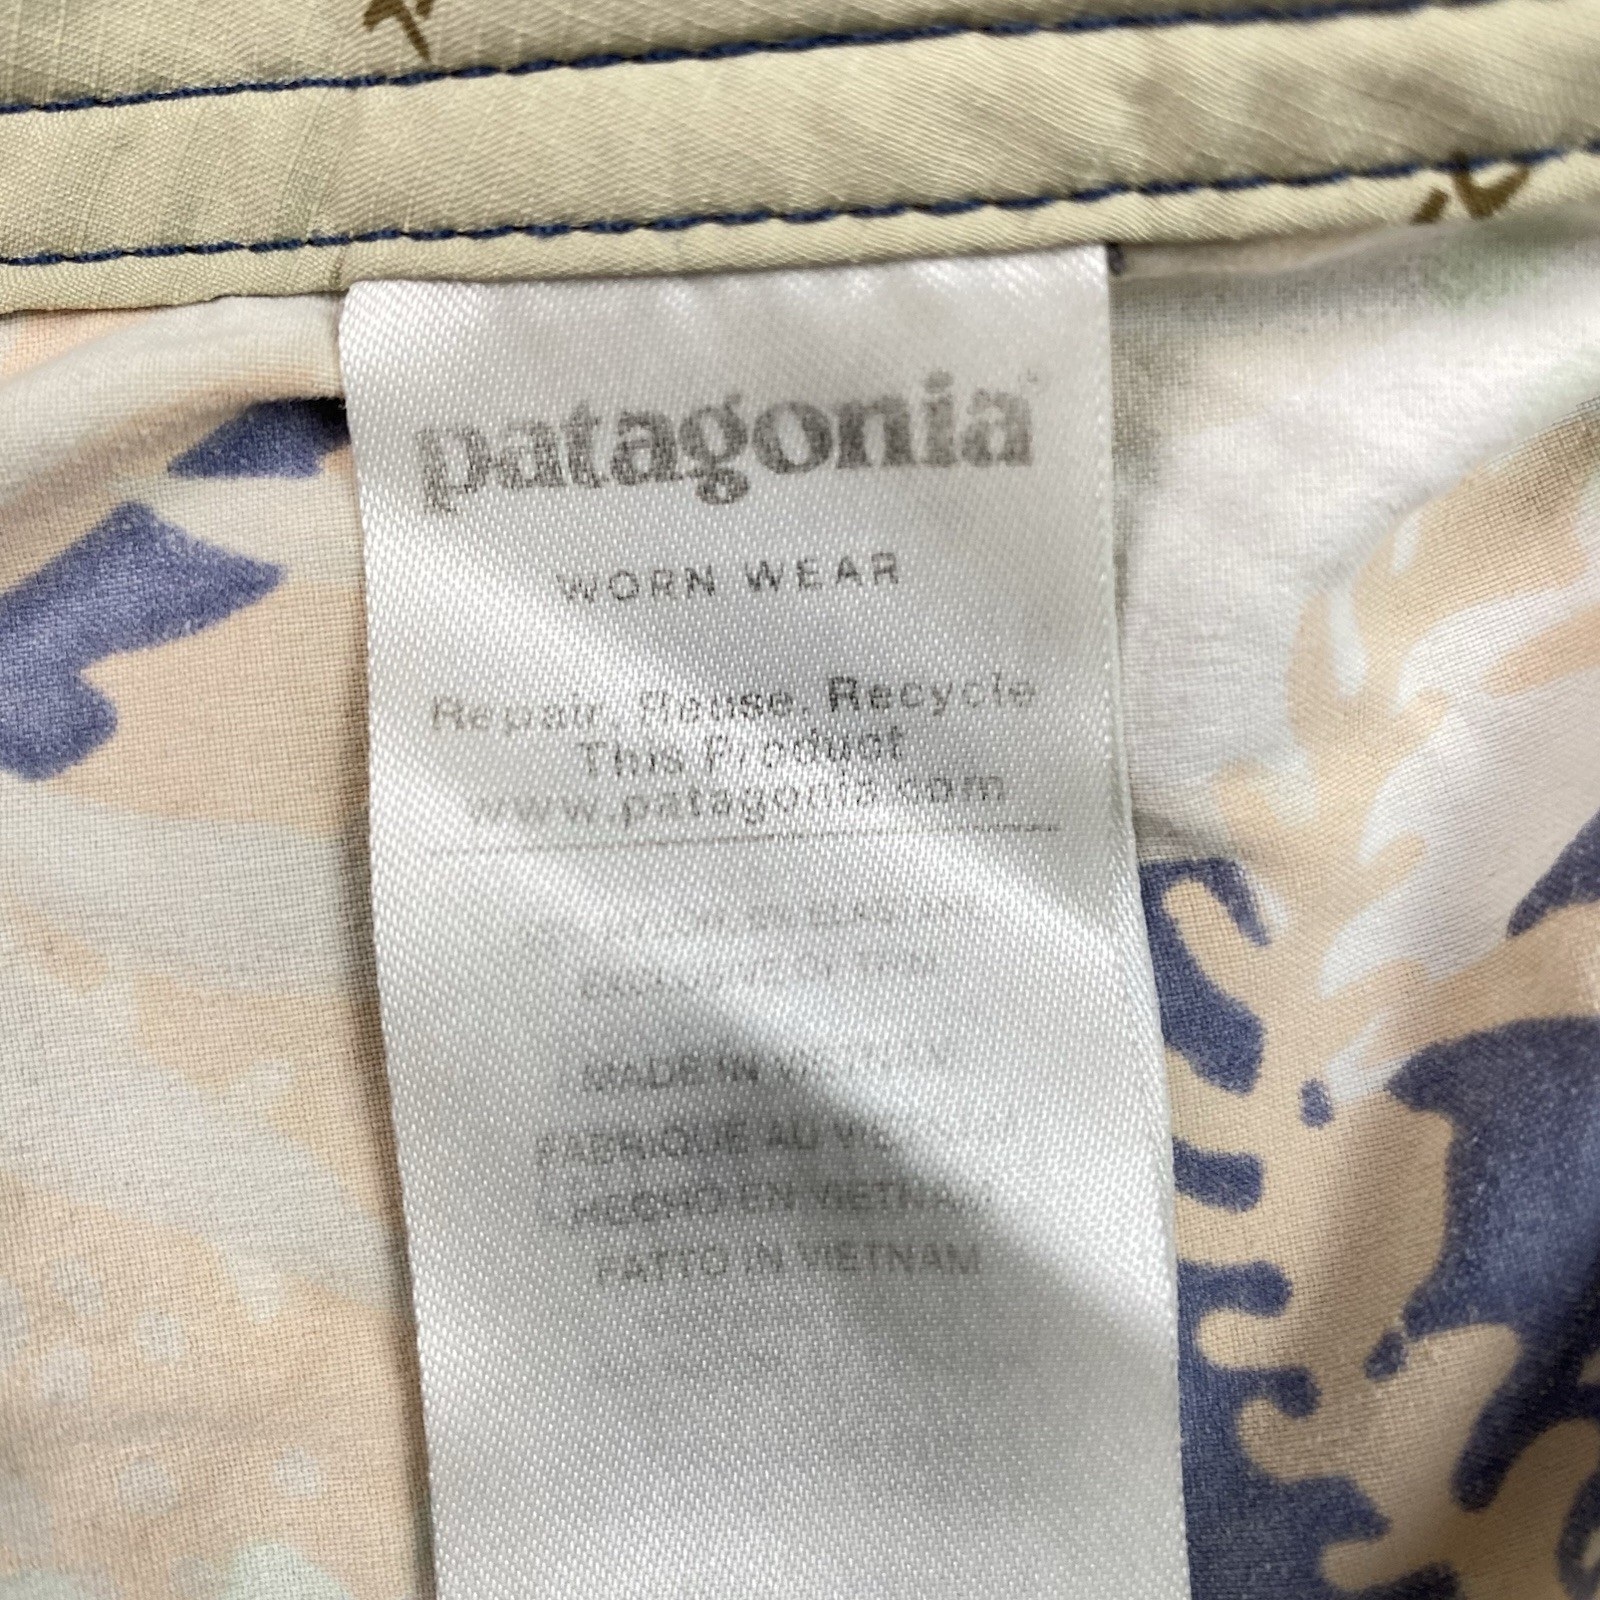 patagonia
WORN WEAR
Repair. Reuse. Recycle
This Product
www.patagonia.com
MADE IN VIETNAM
FABRIQUE AU
HECHO EN VIETNAM
FATTO IN VIETNAM